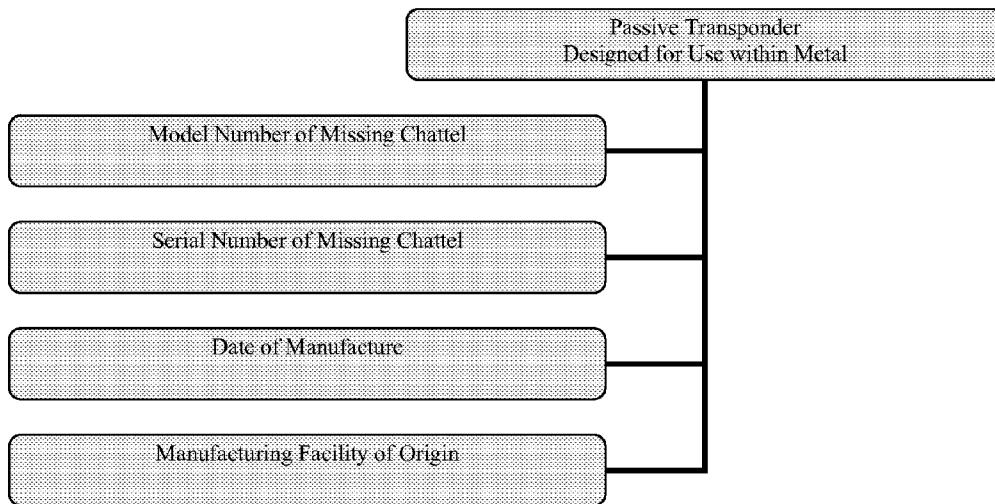 Passive Transponder
Designed for Use within Metal
Model Number of Missing Chattel
Serial Number of Missing Chattel
Date of Manufacture
Manufacturing Facility of Origin